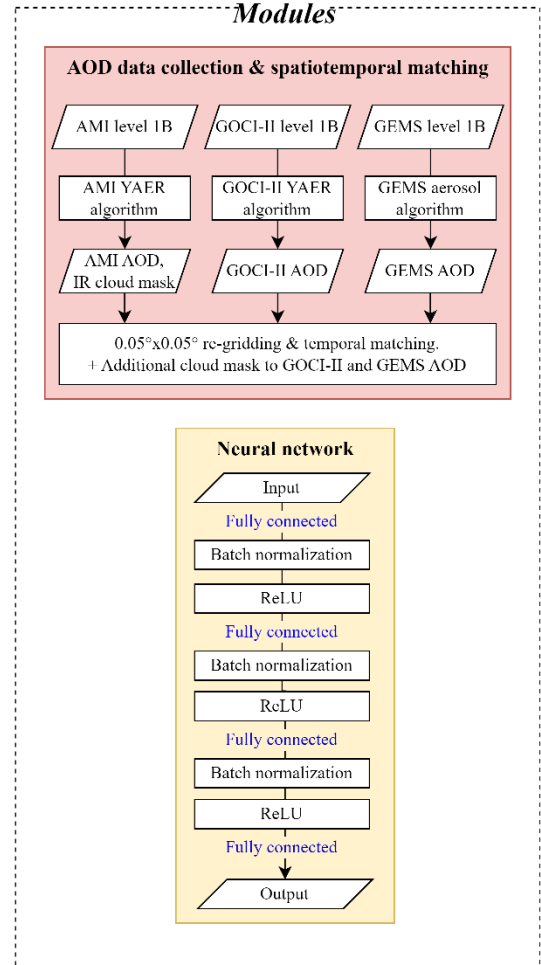 Modules
AOD data collection & spatiotemporal matching
AMI level 1B
GOCI-II level 1B
GEMS level 1B
AMI YAER
algorithm
GOCI-II YAER
algorithm
GEMS aerosol
algorithm
AMI AOD,
IR cloud mask
GOCI-II AOD
GEMS AOD
0.05°x0.05° re-gridding & temporal matching.
+ Additional cloud mask to GOCI-II and GEMS AOD
Neural network
Input
Fully connected
Batch normalization
ReLU
Fully connected
Batch normalization
ReLU
Fully connected
Batch normalization
ReLU
Fully connected
Output